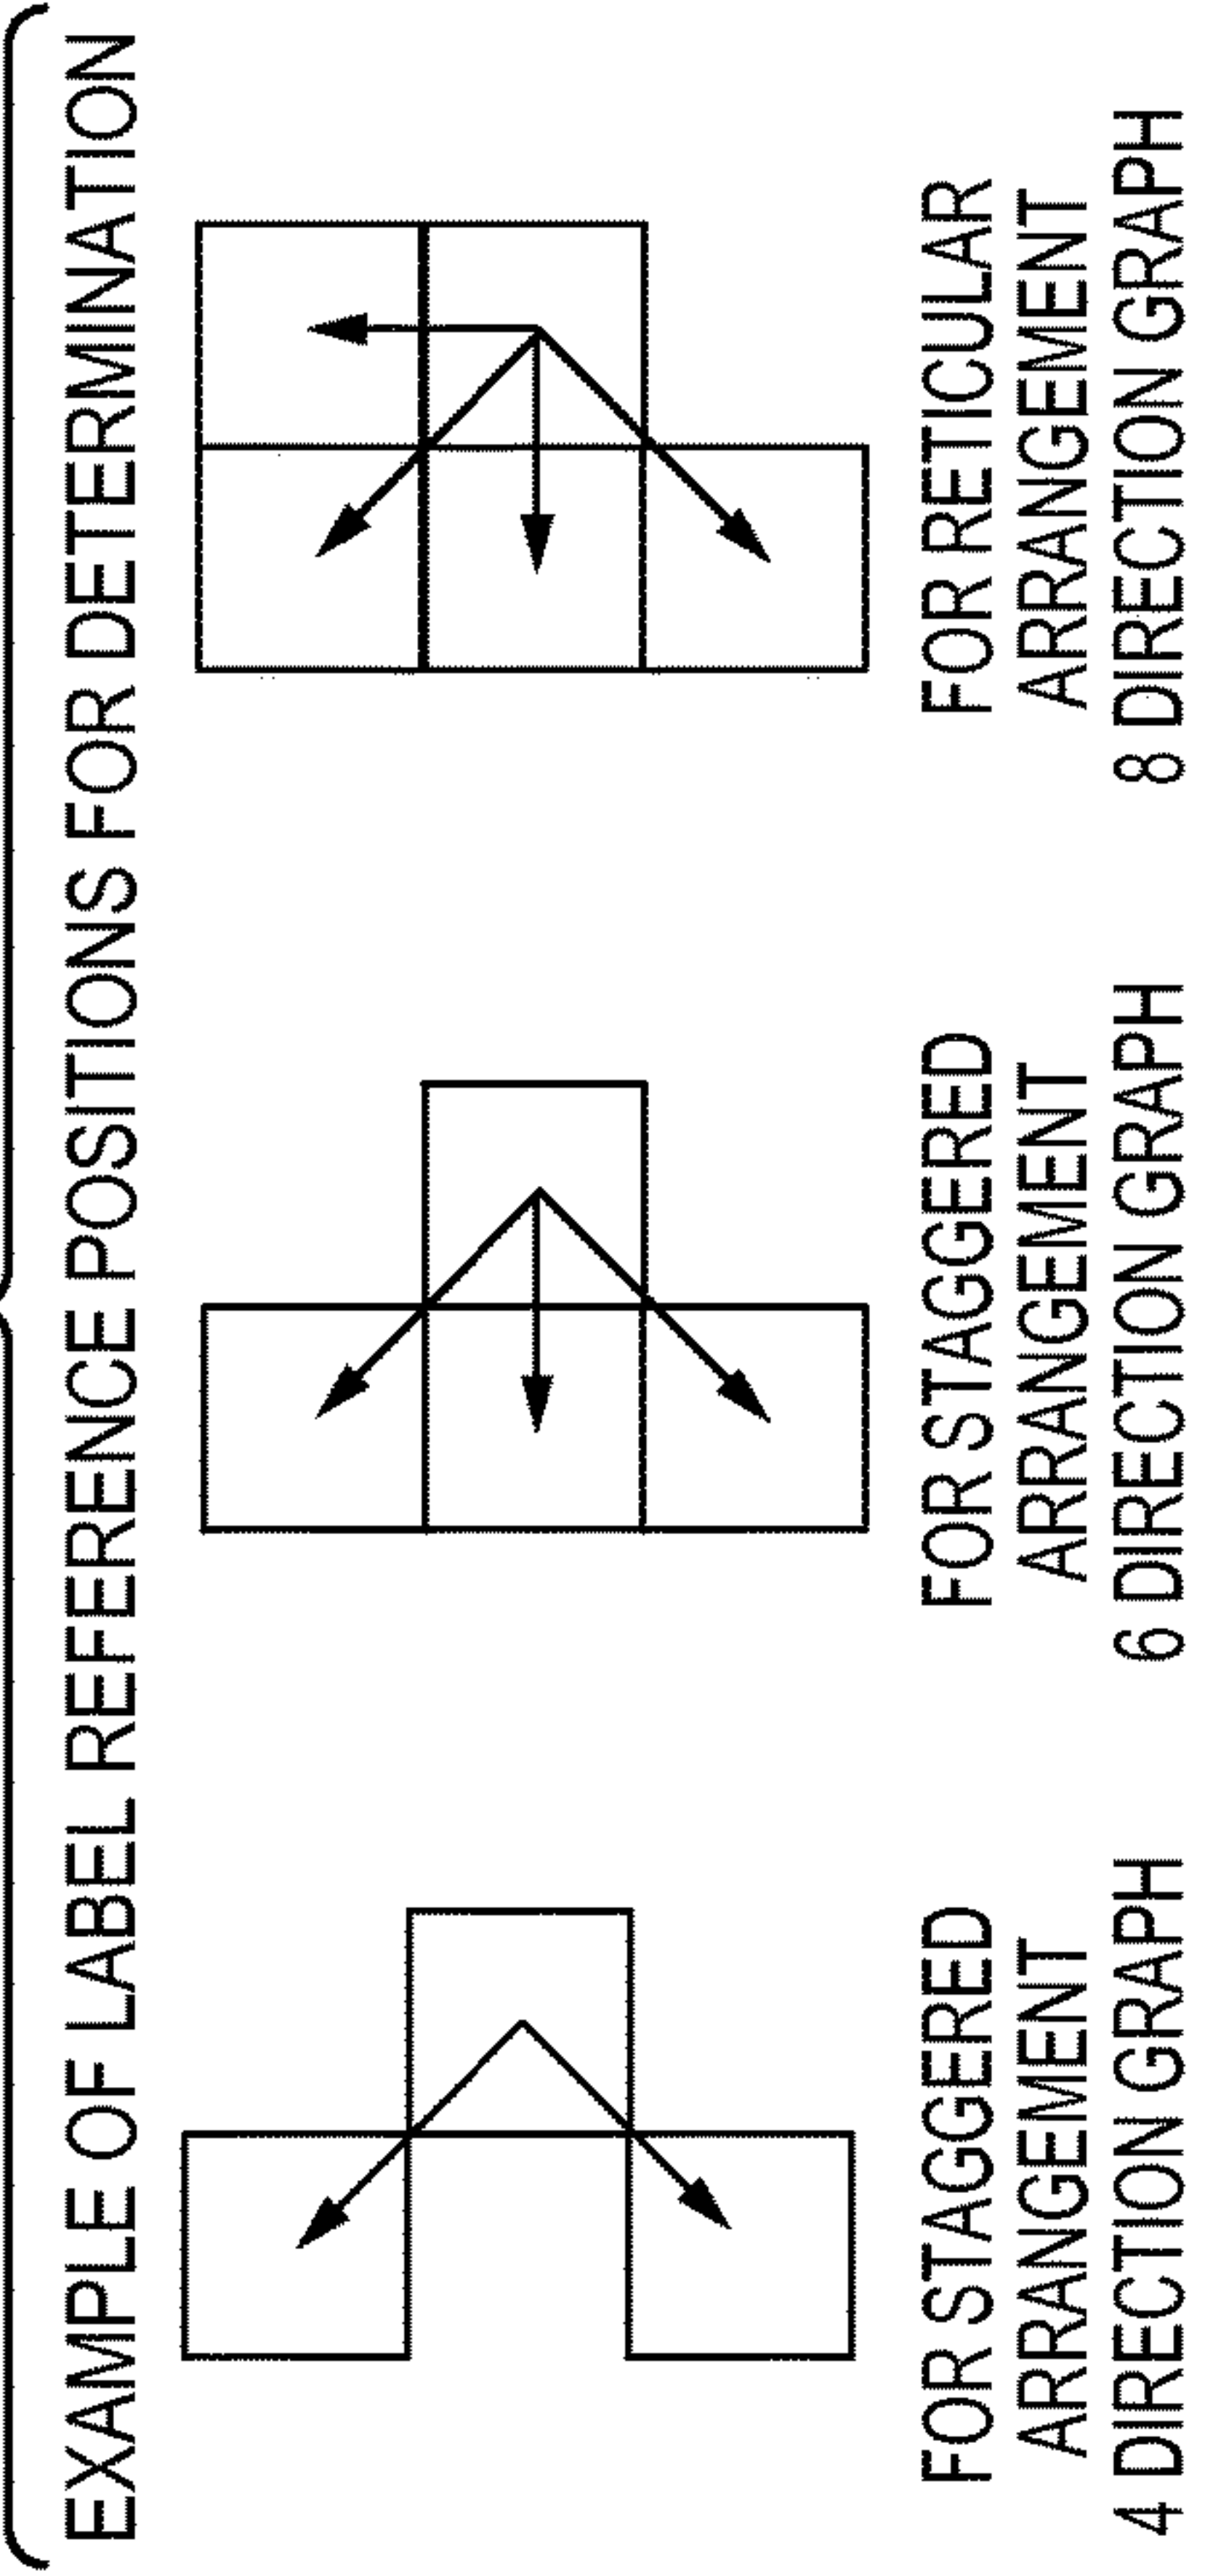 EXAMPLE OF LABEL REFERENCE POSITIONS FOR DETERMINATION
FOR STAGGERED
ARRANGEMENT
4 DIRECTION GRAPH
FOR STAGGERED
ARRANGEMENT
6 DIRECTION GRAPH
FOR RETICULAR
ARRANGEMENT
8 DIRECTION GRAPH